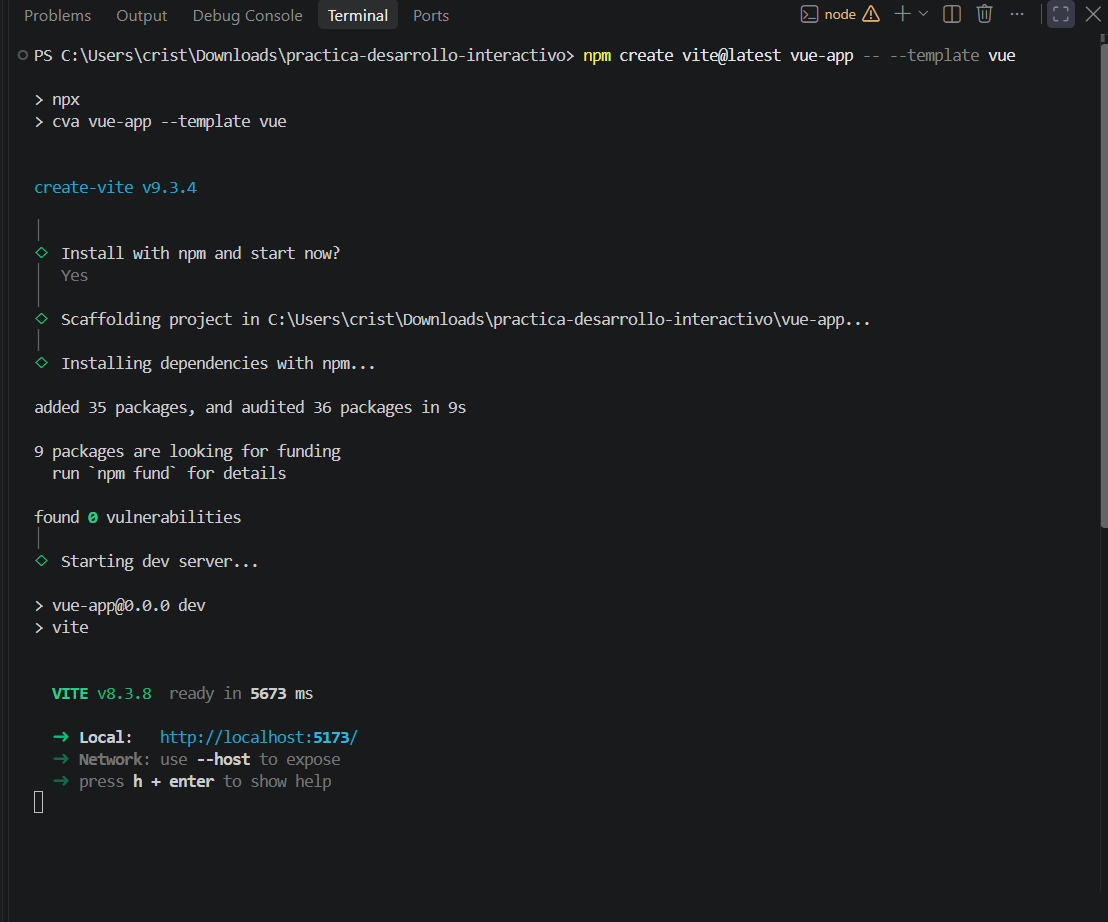 Problems Output Debug Console Terminal Ports node
PS C:\Users\crist\Downloads\practica-desarrollo-interactivo> npm create vite@latest vue-app -- --template vue
> npx
> cva vue-app --template vue
create-vite v9.3.4
Install with npm and start now?
Yes
Scaffolding project in C:\Users\crist\Downloads\practica-desarrollo-interactivo\vue-app...
Installing dependencies with npm...
added 35 packages, and audited 36 packages in 9s
9 packages are looking for funding
run `npm fund` for details
found 0 vulnerabilities
Starting dev server...
> vue-app@0.0.0 dev
> vite
VITE v8.3.8 ready in 5673 ms
➜ Local: http://localhost:5173/
➜ Network: use --host to expose
➜ press h + enter to show help